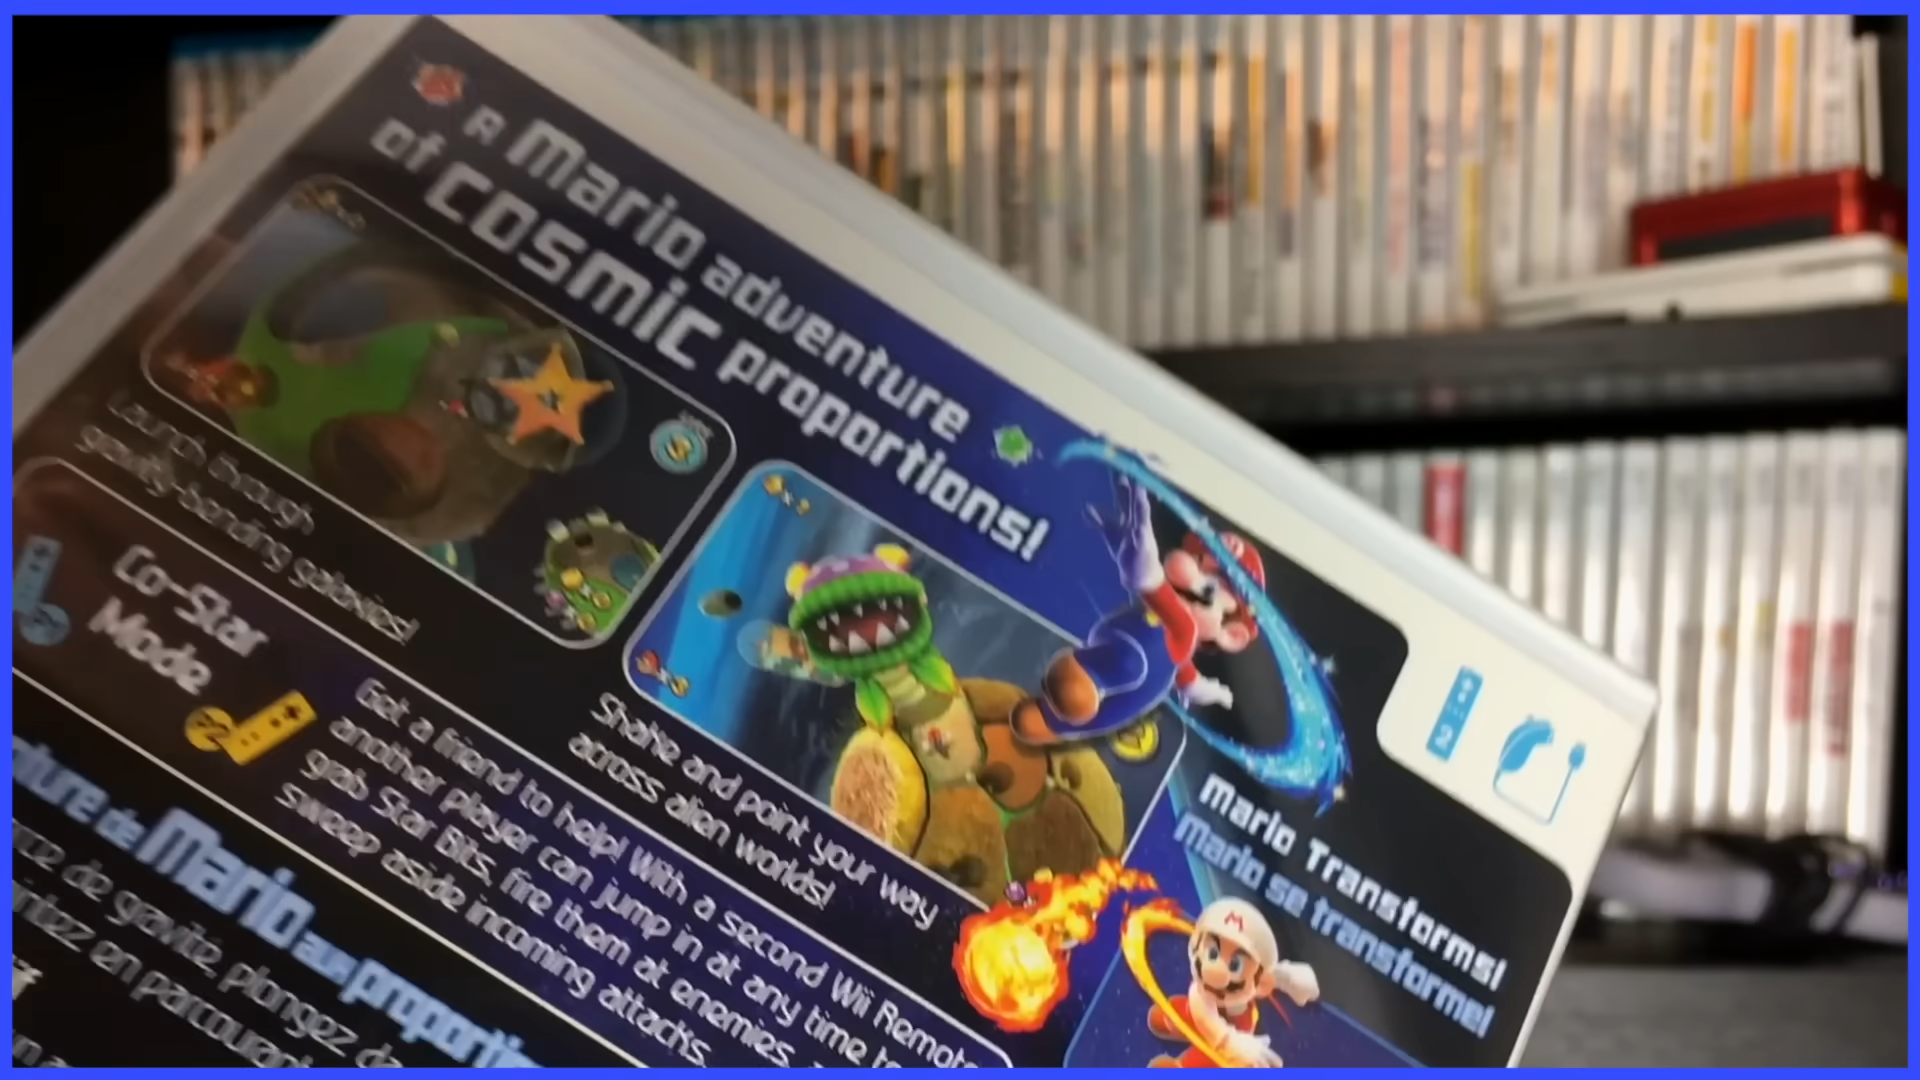 A Mario adventure
of cosmic proportions!
Launch through
gravity-bending galaxies!
Shake and point your way
across alien worlds!
Co-Star
Mode
Get a friend to help! With a second Wii Remote
another player can jump in at any time to
grab Star Bits, fire them at enemies,
sweep aside incoming attacks.
Mario Transforms!
Mario se transforme!
2
de Mario aux
de gravité, plongez
en parcourant